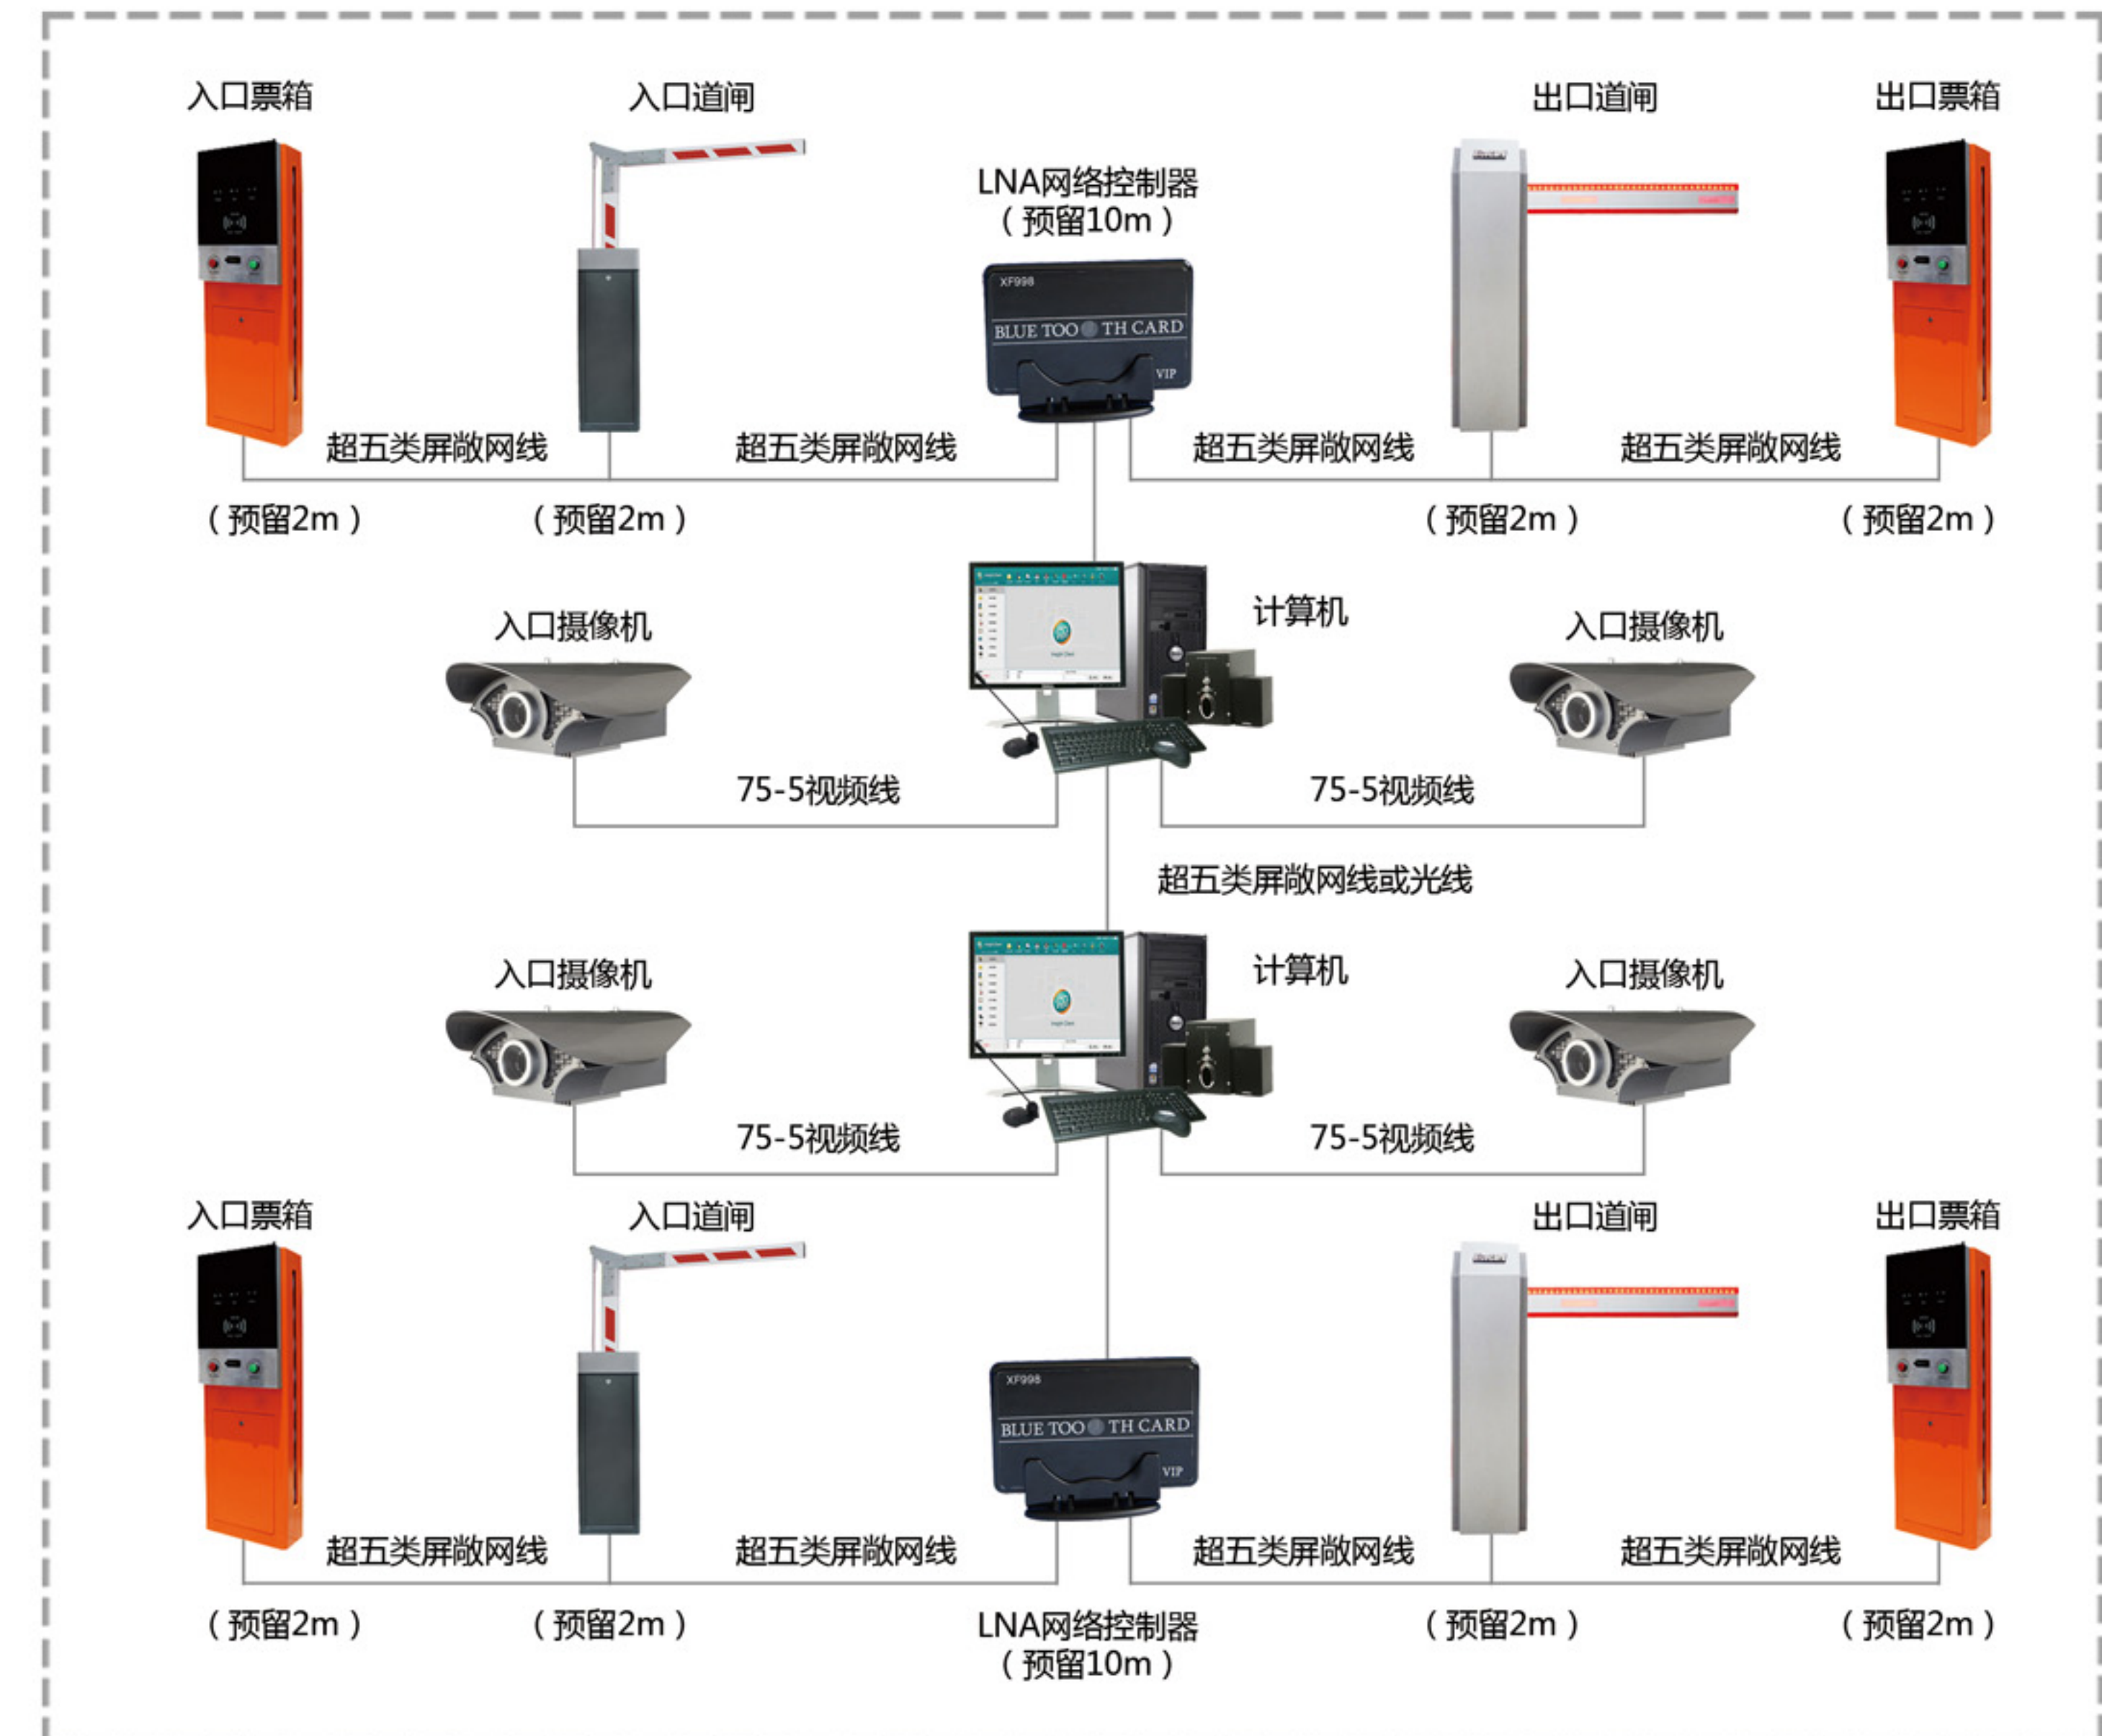 入口票箱
入口道闸
出口道闸
出口票箱
LNA网络控制器
（预留10m）
XF998
BLUE TOO TH CARD
VIP
超五类屏敞网线
超五类屏敞网线
超五类屏敞网线
超五类屏敞网线
（预留2m）
（预留2m）
（预留2m）
（预留2m）
入口摄像机
计算机
入口摄像机
75-5视频线
75-5视频线
超五类屏敞网线或光线
入口摄像机
计算机
入口摄像机
75-5视频线
75-5视频线
入口票箱
入口道闸
出口道闸
出口票箱
XF998
BLUE TOO TH CARD
VIP
超五类屏敞网线
超五类屏敞网线
超五类屏敞网线
超五类屏敞网线
（预留2m）
（预留2m）
LNA网络控制器
（预留10m）
（预留2m）
（预留2m）